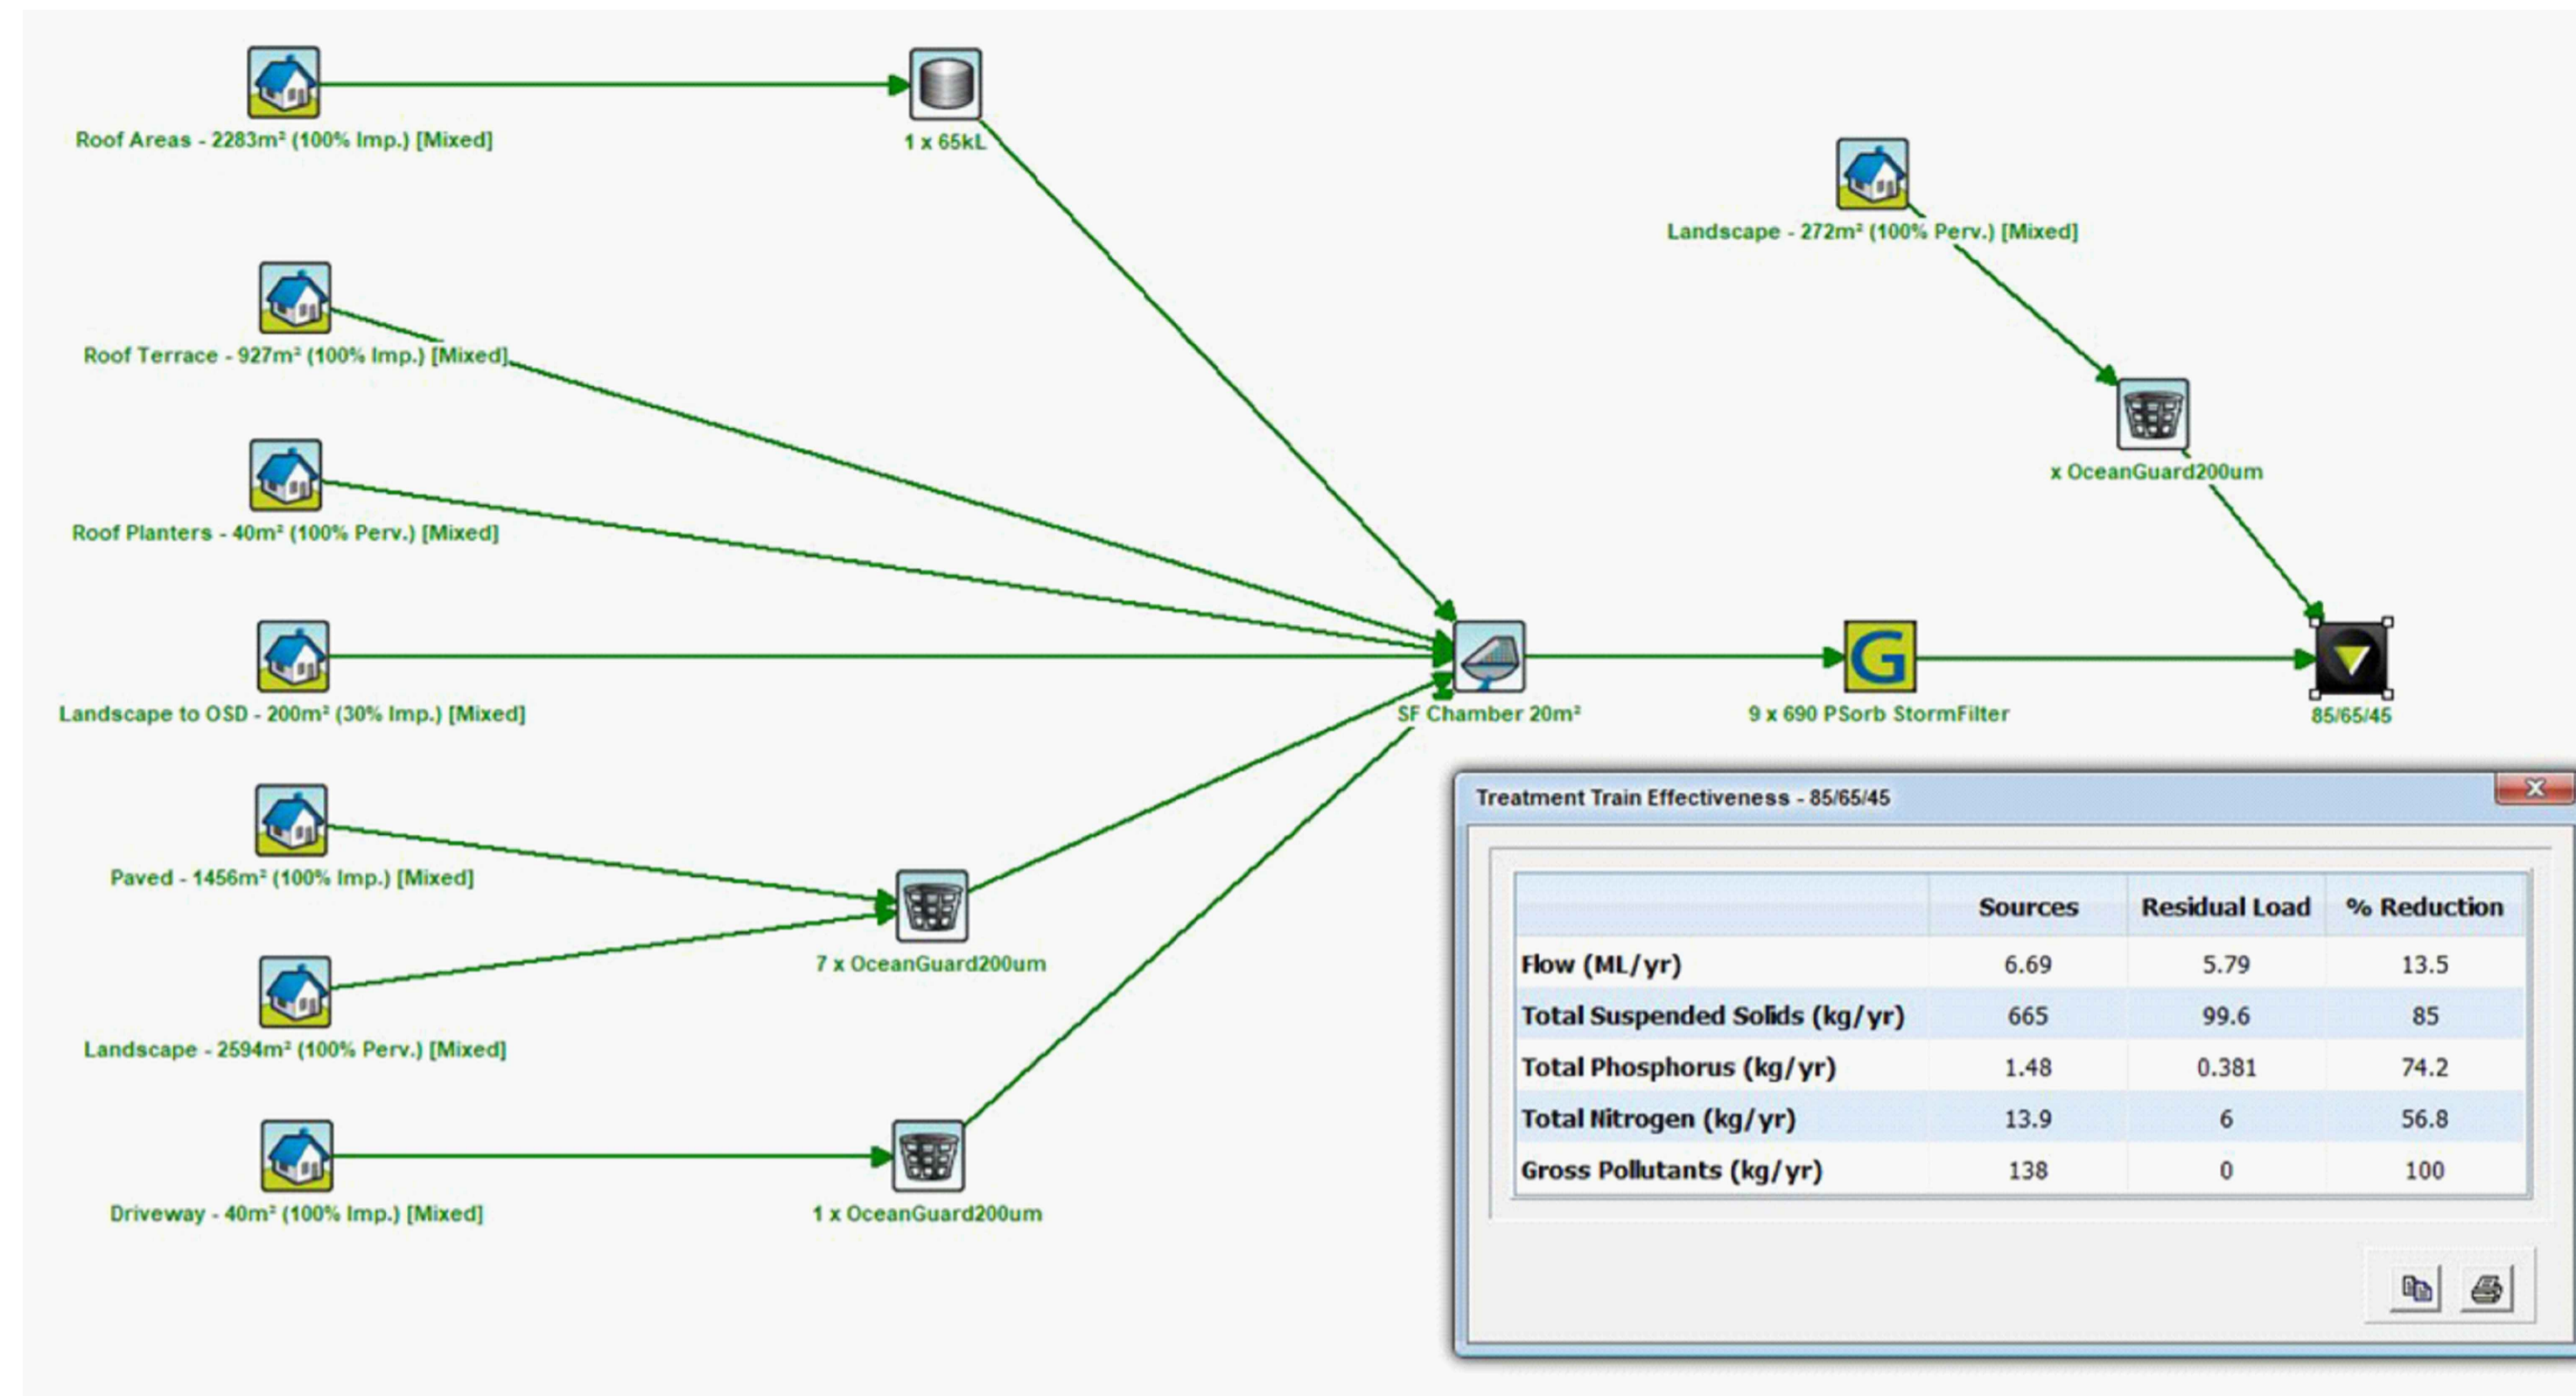 Roof Areas - 2283m² (100% Imp.) [Mixed]
1 x 65kL
Landscape - 272m² (100% Perv.) [Mixed]
Roof Terrace - 927m² (100% Imp.) [Mixed]
x OceanGuard200um
Roof Planters - 40m² (100% Perv.) [Mixed]
Landscape to OSD - 200m² (30% Imp.) [Mixed]
SF Chamber 20m²
G
9 x 690 PSorb StormFilter
85/65/45
Paved - 1456m² (100% Imp.) [Mixed]
7 x OceanGuard200um
Landscape - 2594m² (100% Perv.) [Mixed]
Driveway - 40m² (100% Imp.) [Mixed]
1 x OceanGuard200um
Treatment Train Effectiveness - 85/65/45
Sources Residual Load % Reduction
Flow (ML/yr) 6.69 5.79 13.5
Total Suspended Solids (kg/yr) 665 99.6 85
Total Phosphorus (kg/yr) 1.48 0.381 74.2
Total Nitrogen (kg/yr) 13.9 6 56.8
Gross Pollutants (kg/yr) 138 0 100